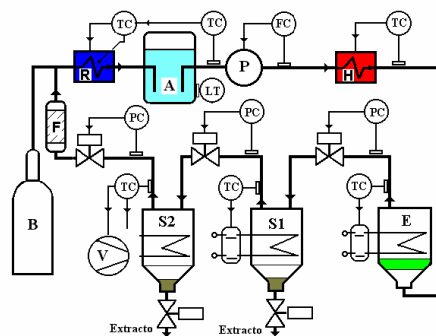 TC
TC
FC
TC
R
A
P
H
LT
F
PC
PC
PC
TC
TC
TC
B
V
S2
S1
E
Extracto
Extracto